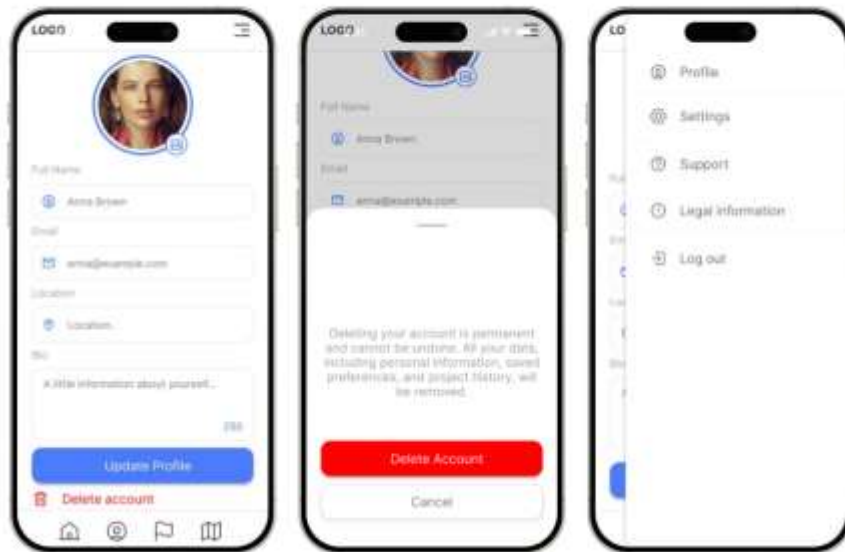 LOGO
Full Name
Anna Brown
Email
anna@example.com
Location
Location
Bio
A little information about yourself...
Update Profile
Delete account
LOGO
Full Name
Anna Brown
Email
anna@example.com
Deleting your account is permanent
and cannot be undone. All your data,
including personal information, saved
preferences, and project history, will
be removed.
Delete Account
Cancel
LO
Profile
Settings
Support
Legal information
Log out